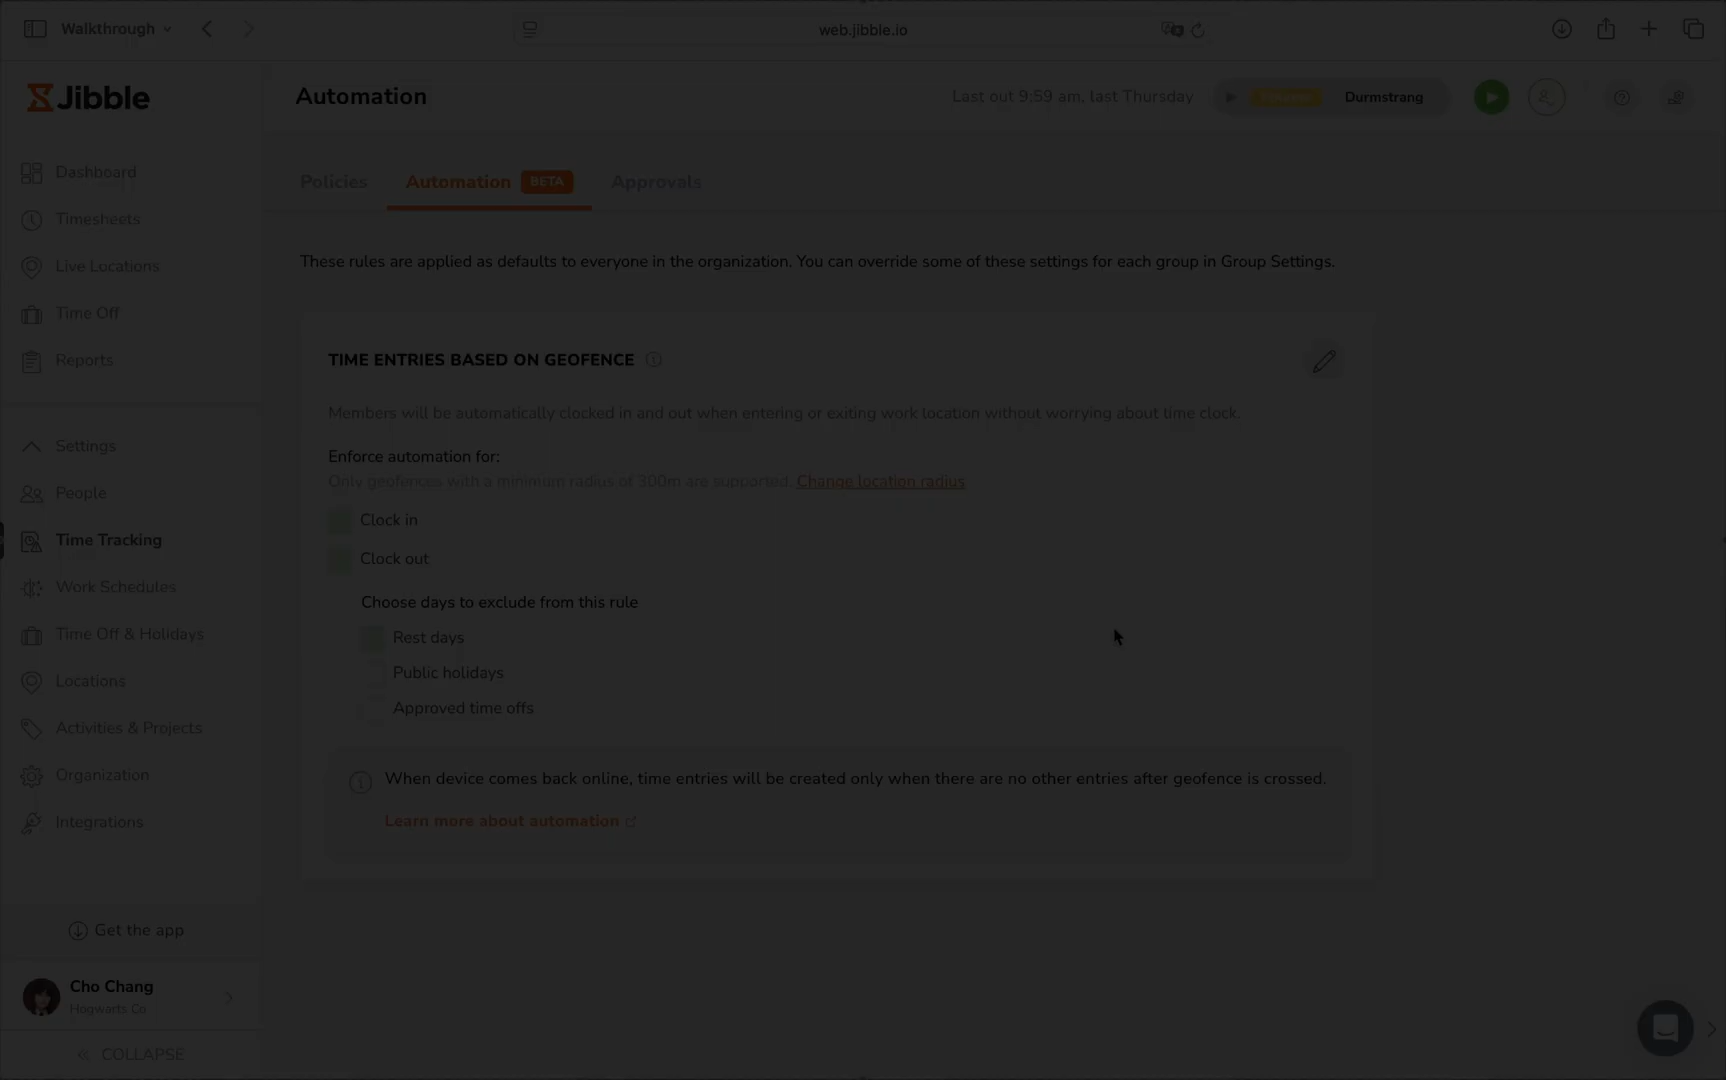 Walkthrough
web.jibble.io
Jibble
Automation
Last out 9:59 am, last Thursday
Durmstrang
Dashboard
Timesheets
Live Locations
Time Off
Reports
Settings
People
Time Tracking
Work Schedules
Time Off & Holidays
Locations
Activities & Projects
Organization
Integrations
Get the app
Cho Chang
Hogwarts Co
COLLAPSE
Policies
Automation BETA
Approvals
These rules are applied as defaults to everyone in the organization. You can override some of these settings for each group in Group Settings.
TIME ENTRIES BASED ON GEOFENCE
Members will be automatically clocked in and out when entering or exiting work location without worrying about time clock.
Enforce automation for:
Only geofences with a minimum radius of 300m are supported. Change location radius
Clock in
Clock out
Choose days to exclude from this rule
Rest days
Public holidays
Approved time offs
When device comes back online, time entries will be created only when there are no other entries after geofence is crossed.
Learn more about automation